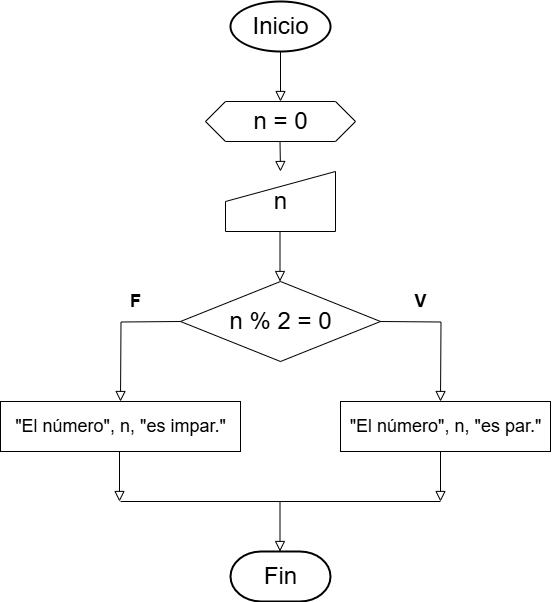 Inicio
n = 0
n
n % 2 = 0
F
V
"El número", n, "es impar."
"El número", n, "es par."
Fin